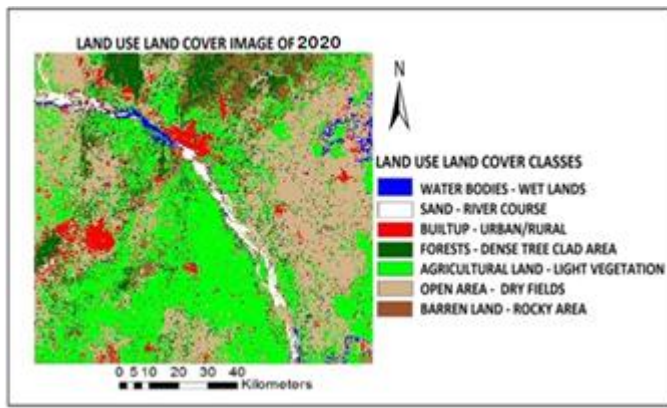 LAND USE LAND COVER IMAGE OF 2020
N
LAND USE LAND COVER CLASSES
WATER BODIES - WET LANDS
SAND - RIVER COURSE
BUILTUP - URBAN/RURAL
FORESTS - DENSE TREE CLAD AREA
AGRICULTURAL LAND - LIGHT VEGETATION
OPEN AREA - DRY FIELDS
BARREN LAND - ROCKY AREA
0 5 10 20 30 40
Kilometers